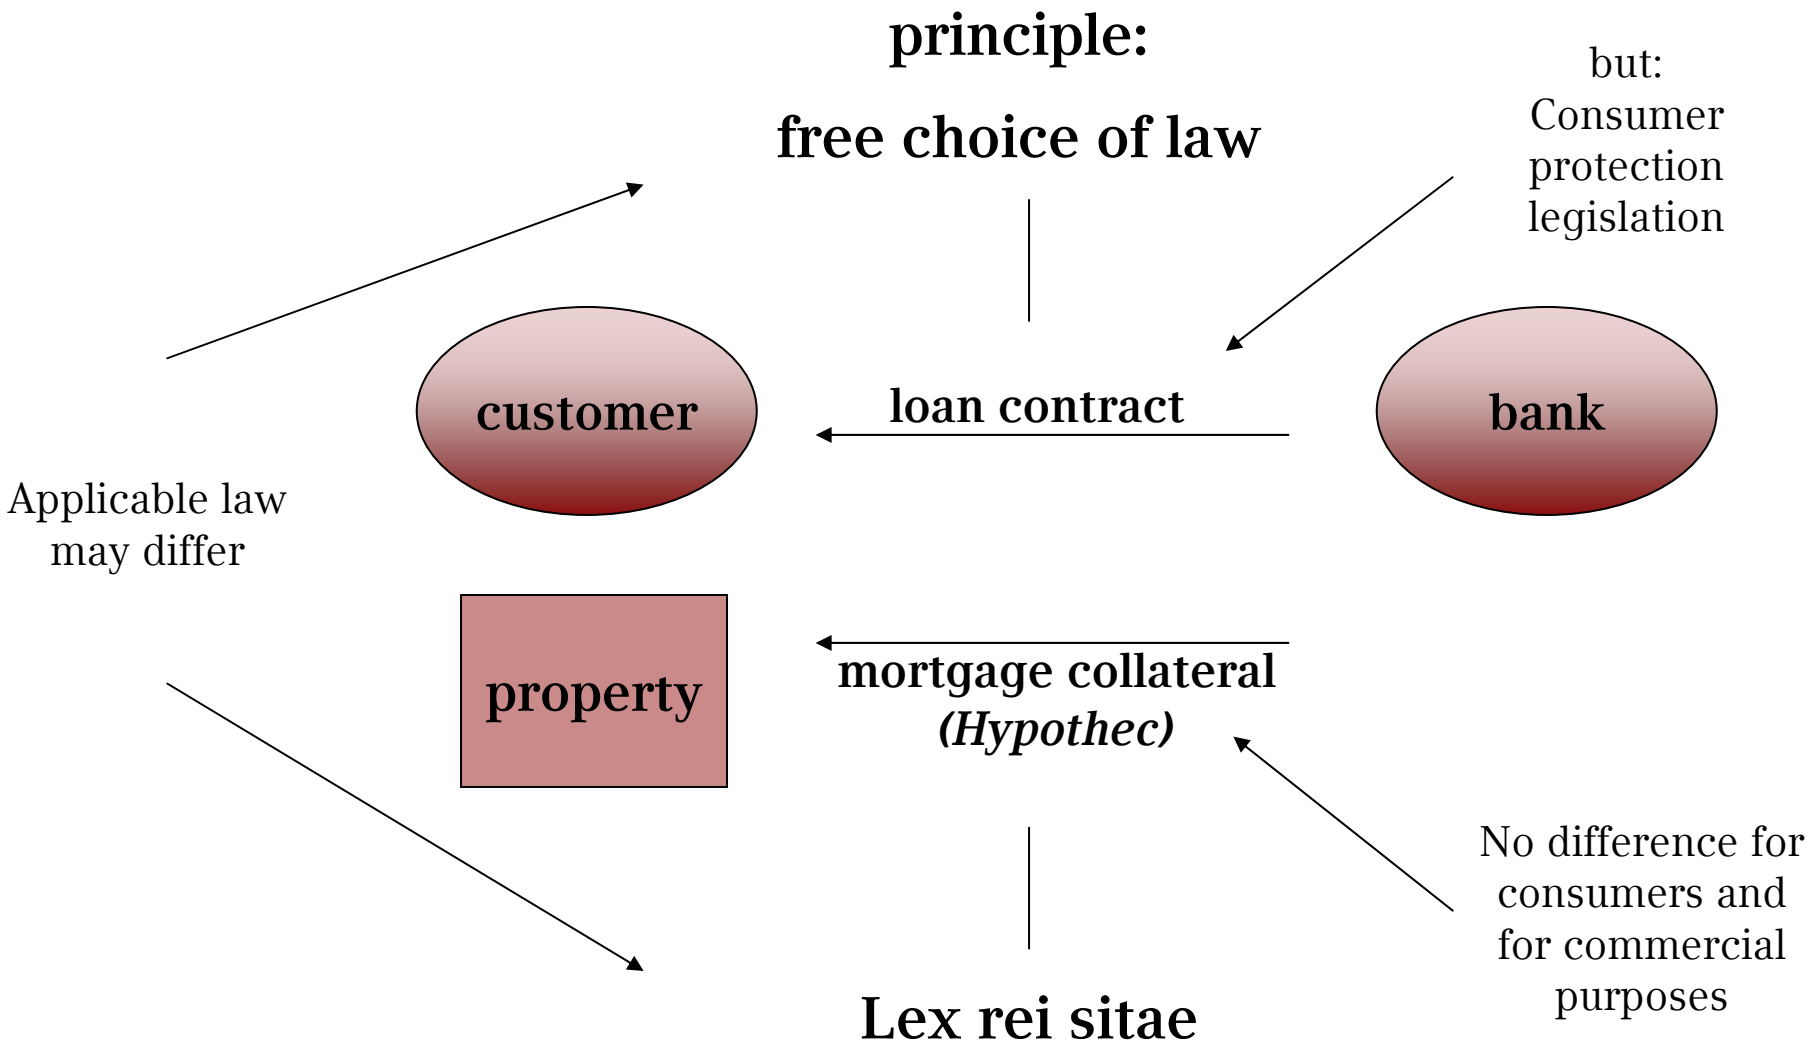 principle:
free choice of law
but:
Consumer
protection
legislation
customer
loan contract
bank
Applicable law
may differ
property
mortgage collateral
(Hypothec)
No difference for
consumers and
for commercial
purposes
Lex rei sitae